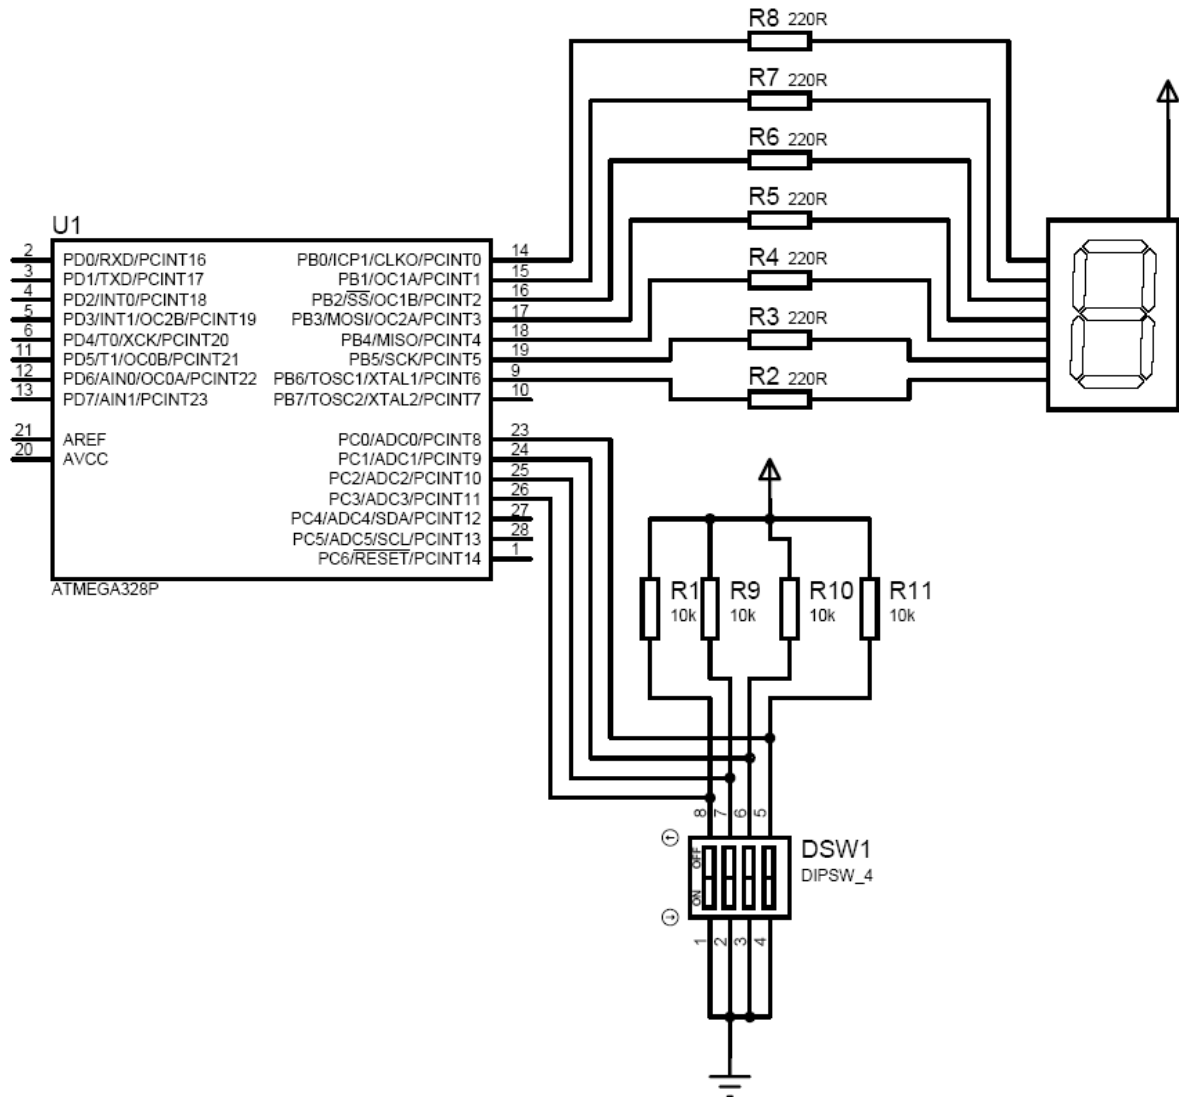 R8 220R
R7 220R
R6 220R
R5 220R
R4 220R
R3 220R
R2 220R
U1
2 PD0/RXD/PCINT16 PB0/ICP1/CLKO/PCINT0 14
3 PD1/TXD/PCINT17 PB1/OC1A/PCINT1 15
4 PD2/INT0/PCINT18 PB2/SS/OC1B/PCINT2 16
5 PD3/INT1/OC2B/PCINT19 PB3/MOSI/OC2A/PCINT3 17
6 PD4/T0/XCK/PCINT20 PB4/MISO/PCINT4 18
11 PD5/T1/OC0B/PCINT21 PB5/SCK/PCINT5 19
12 PD6/AIN0/OC0A/PCINT22 PB6/TOSC1/XTAL1/PCINT6 9
13 PD7/AIN1/PCINT23 PB7/TOSC2/XTAL2/PCINT7 10
21 AREF PC0/ADC0/PCINT8 23
20 AVCC PC1/ADC1/PCINT9 24
PC2/ADC2/PCINT10 25
PC3/ADC3/PCINT11 26
PC4/ADC4/SDA/PCINT12 27
PC5/ADC5/SCL/PCINT13 28
PC6/RESET/PCINT14 1
ATMEGA328P
R1 R9 R10 R11
10k 10k 10k 10k
8 7 6 5
OFF
ON
DSW1
DIPSW_4
1 2 3 4